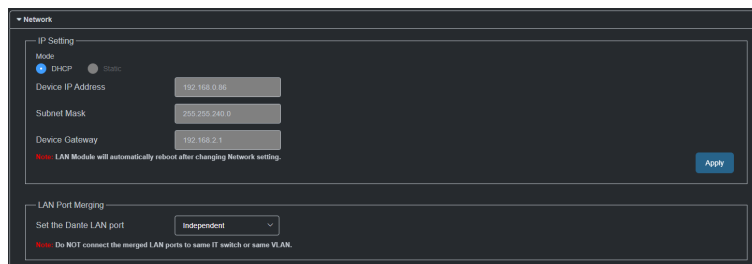 Network
IP Setting
Mode
DHCP Static
Device IP Address 192.168.0.86
Subnet Mask 255.255.240.0
Device Gateway 192.168.2.1
Note: LAN Module will automatically reboot after changing Network setting.
Apply
LAN Port Merging
Set the Dante LAN port Independent
Note: Do NOT connect the merged LAN ports to same IT switch or same VLAN.